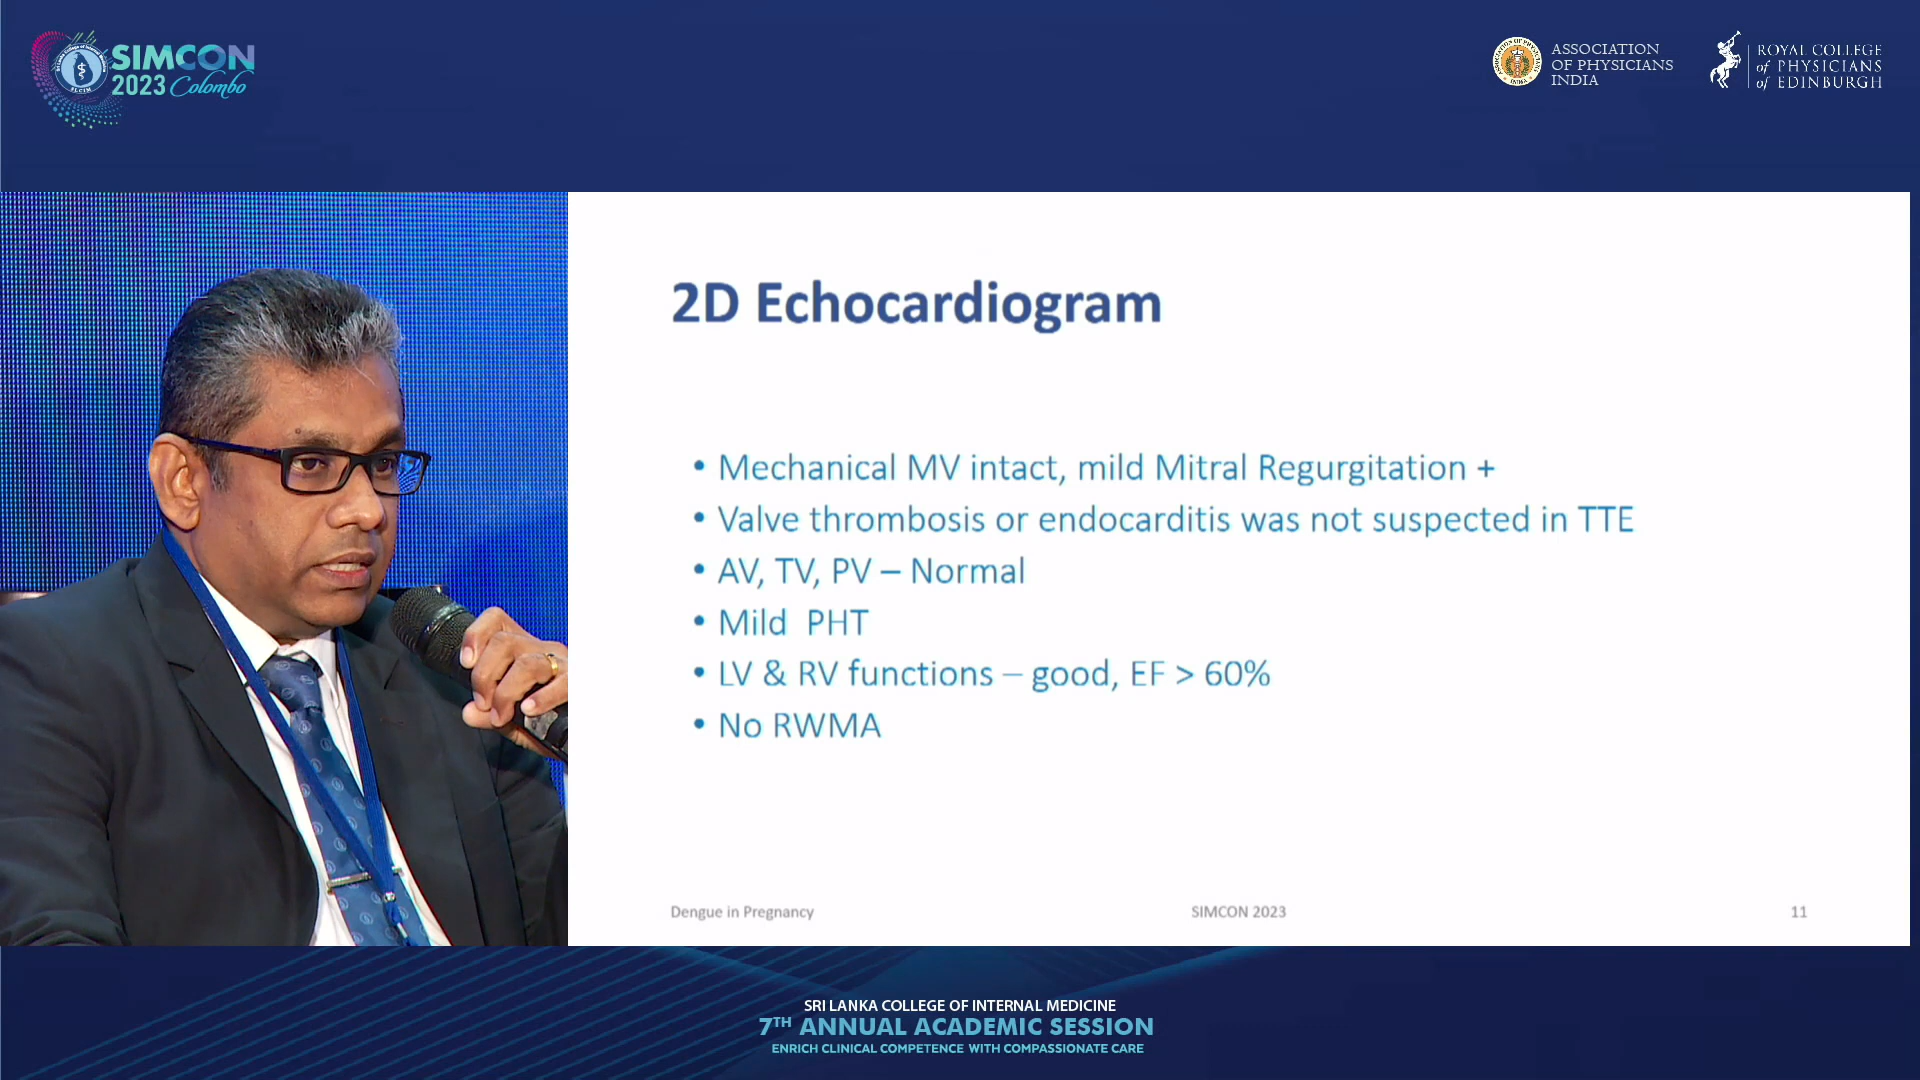 SIMCON
2023 Colombo
SLCIM
ASSOCIATION
OF PHYSICIANS
INDIA
ROYAL COLLEGE
of PHYSICIANS
of EDINBURGH
2D Echocardiogram
• Mechanical MV intact, mild Mitral Regurgitation +
• Valve thrombosis or endocarditis was not suspected in TTE
• AV, TV, PV – Normal
• Mild PHT
• LV & RV functions – good, EF > 60%
• No RWMA
Dengue in Pregnancy
SIMCON 2023
11
SRI LANKA COLLEGE OF INTERNAL MEDICINE
7TH ANNUAL ACADEMIC SESSION
ENRICH CLINICAL COMPETENCE WITH COMPASSIONATE CARE